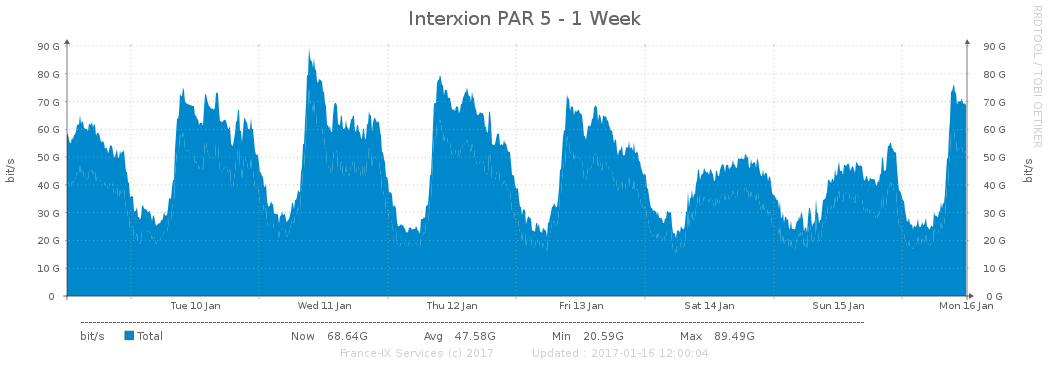 Interxion PAR 5 - 1 Week
RRDTOOL / TOBI OETIKER
bit/s
90 G
80 G
70 G
60 G
50 G
40 G
30 G
20 G
10 G
0
90 G
80 G
70 G
60 G
50 G
40 G
30 G
20 G
10 G
0 G
bit/s
Tue 10 Jan Wed 11 Jan Thu 12 Jan Fri 13 Jan Sat 14 Jan Sun 15 Jan Mon 16 Jan
bit/s Total Now 68.64G Avg 47.58G Min 20.59G Max 89.49G
France-IX Services (c) 2017 Updated : 2017-01-16 12:00:04